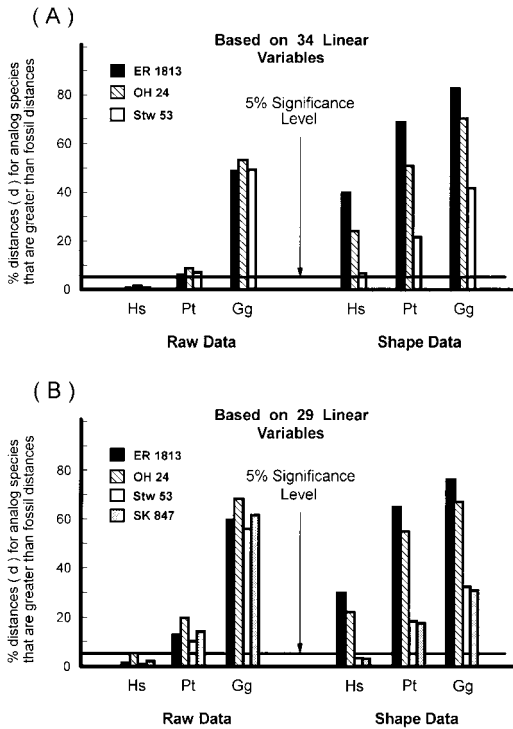 ( A )
Based on 34 Linear
Variables
ER 1813
OH 24
Stw 53
5% Significance
Level
% distances ( d ) for analog species
that are greater than fossil distances
80
60
40
20
0
Hs Pt Gg Hs Pt Gg
Raw Data Shape Data
( B )
Based on 29 Linear
Variables
ER 1813
OH 24
Stw 53
SK 847
5% Significance
Level
% distances ( d ) for analog species
that are greater than fossil distances
80
60
40
20
0
Hs Pt Gg Hs Pt Gg
Raw Data Shape Data